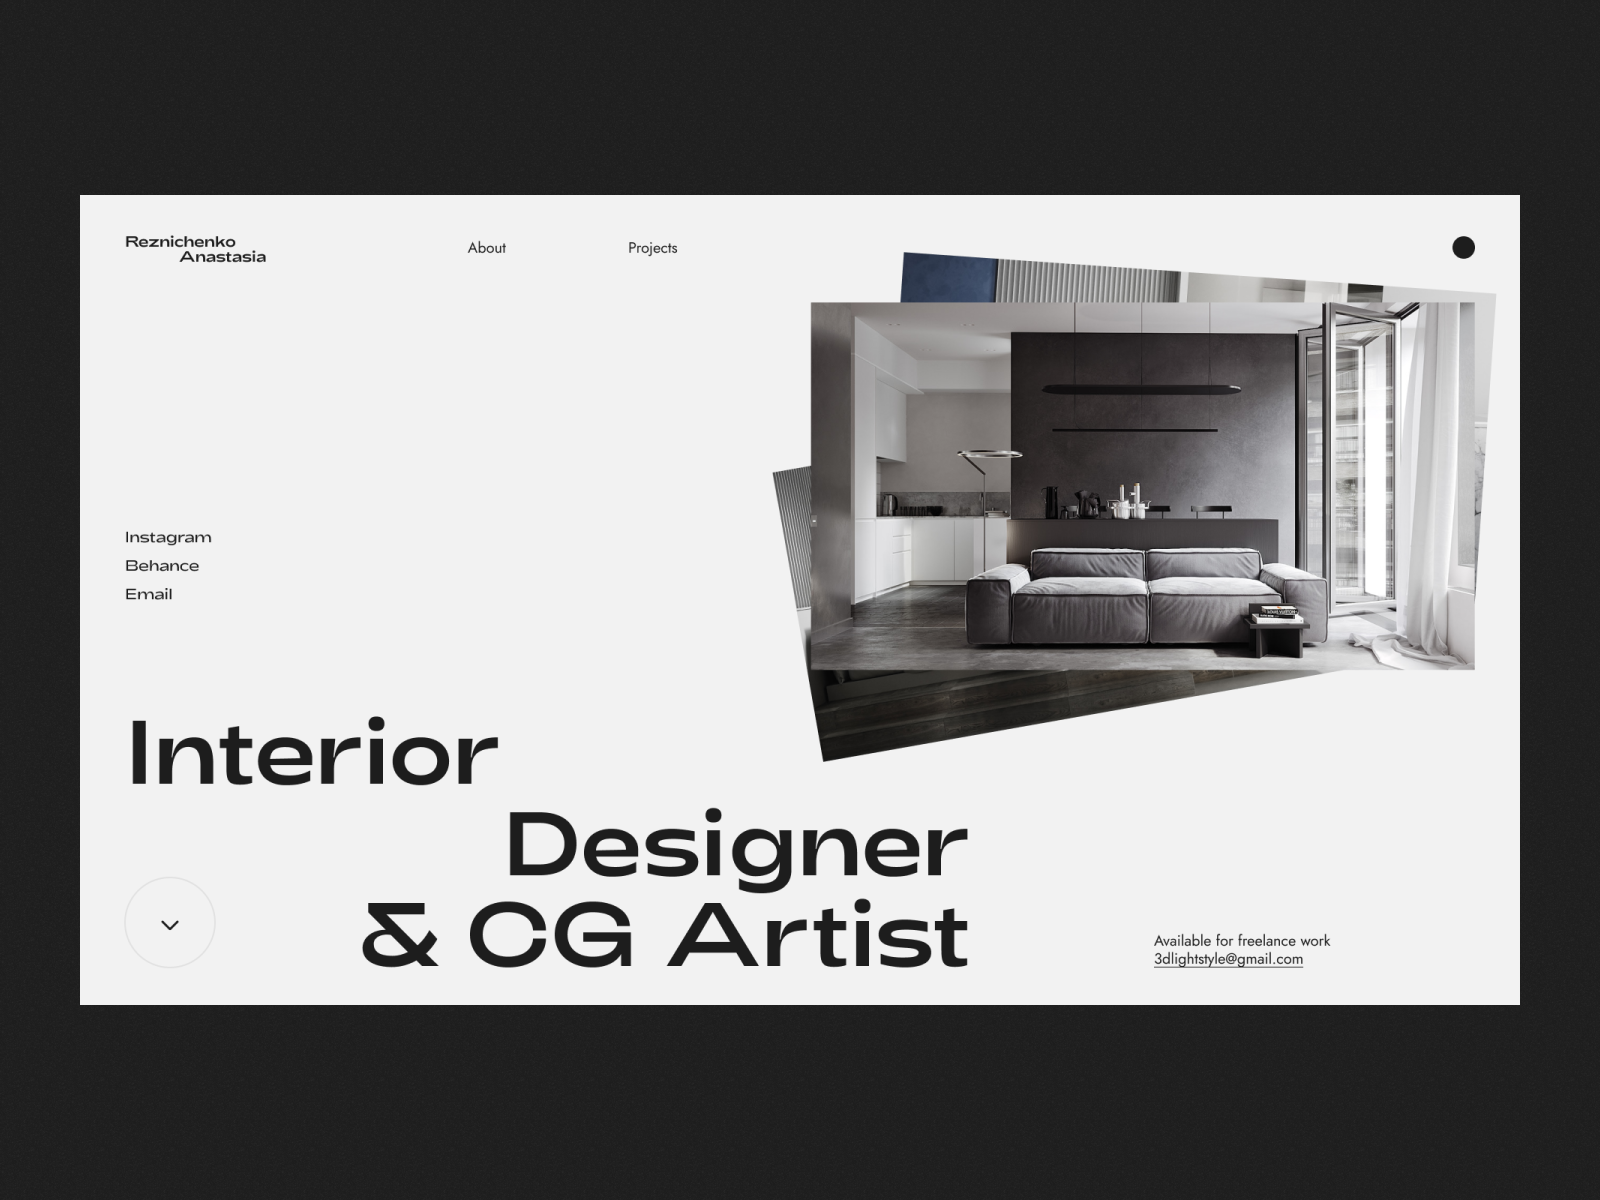 Reznichenko
Anastasia
About
Projects
Instagram
Behance
Email
Interior
Designer
& CG Artist
Available for freelance work
3dlightstyle@gmail.com